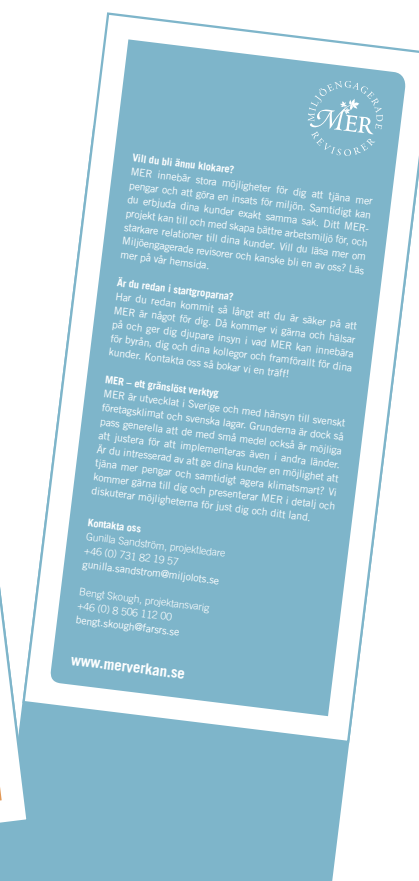 MILJÖENGAGERADE
MER
REVISORER
Vill du bli ännu klokare?
MER innebär stora möjligheter för dig att tjäna mer
pengar och att göra en insats för miljön. Samtidigt kan
du erbjuda dina kunder exakt samma sak. Ditt MER-
projekt kan till och med skapa bättre arbetsmiljö för, och
starkare relationer till dina kunder. Vill du läsa mer om
Miljöengagerade revisorer och kanske bli en av oss? Läs
mer på vår hemsida.
Är du redan i startgroparna?
Har du redan kommit så långt att du är säker på att
MER är något för dig. Då kommer vi gärna och hälsar
på och ger dig djupare insyn i vad MER kan innebära
för byrån, dig och dina kollegor och framförallt för dina
kunder. Kontakta oss så bokar vi en träff!
MER – ett gränslöst verktyg
MER är utvecklat i Sverige och med hänsyn till svenskt
företagsklimat och svenska lagar. Grunderna är dock så
pass generella att de med små medel också är möjliga
att justera för att implementeras även i andra länder.
Är du intresserad av att ge dina kunder en möjlighet att
tjäna mer pengar och samtidigt agera klimatsmart? Vi
kommer gärna till dig och presenterar MER i detalj och
diskuterar möjligheterna för just dig och ditt land.
Kontakta oss
Gunilla Sandström, projektledare
+46 (0) 731 82 19 57
gunilla.sandstrom@miljolots.se
Bengt Skough, projektansvarig
+46 (0) 8 506 112 00
bengt.skough@farsrs.se
www.merverkan.se